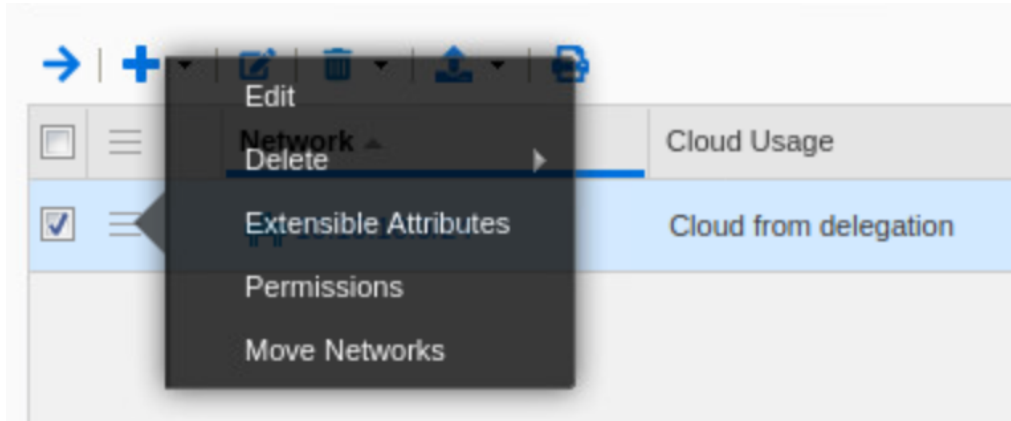 Edit
Network
Cloud Usage
Delete
Extensible Attributes
Cloud from delegation
Permissions
Move Networks